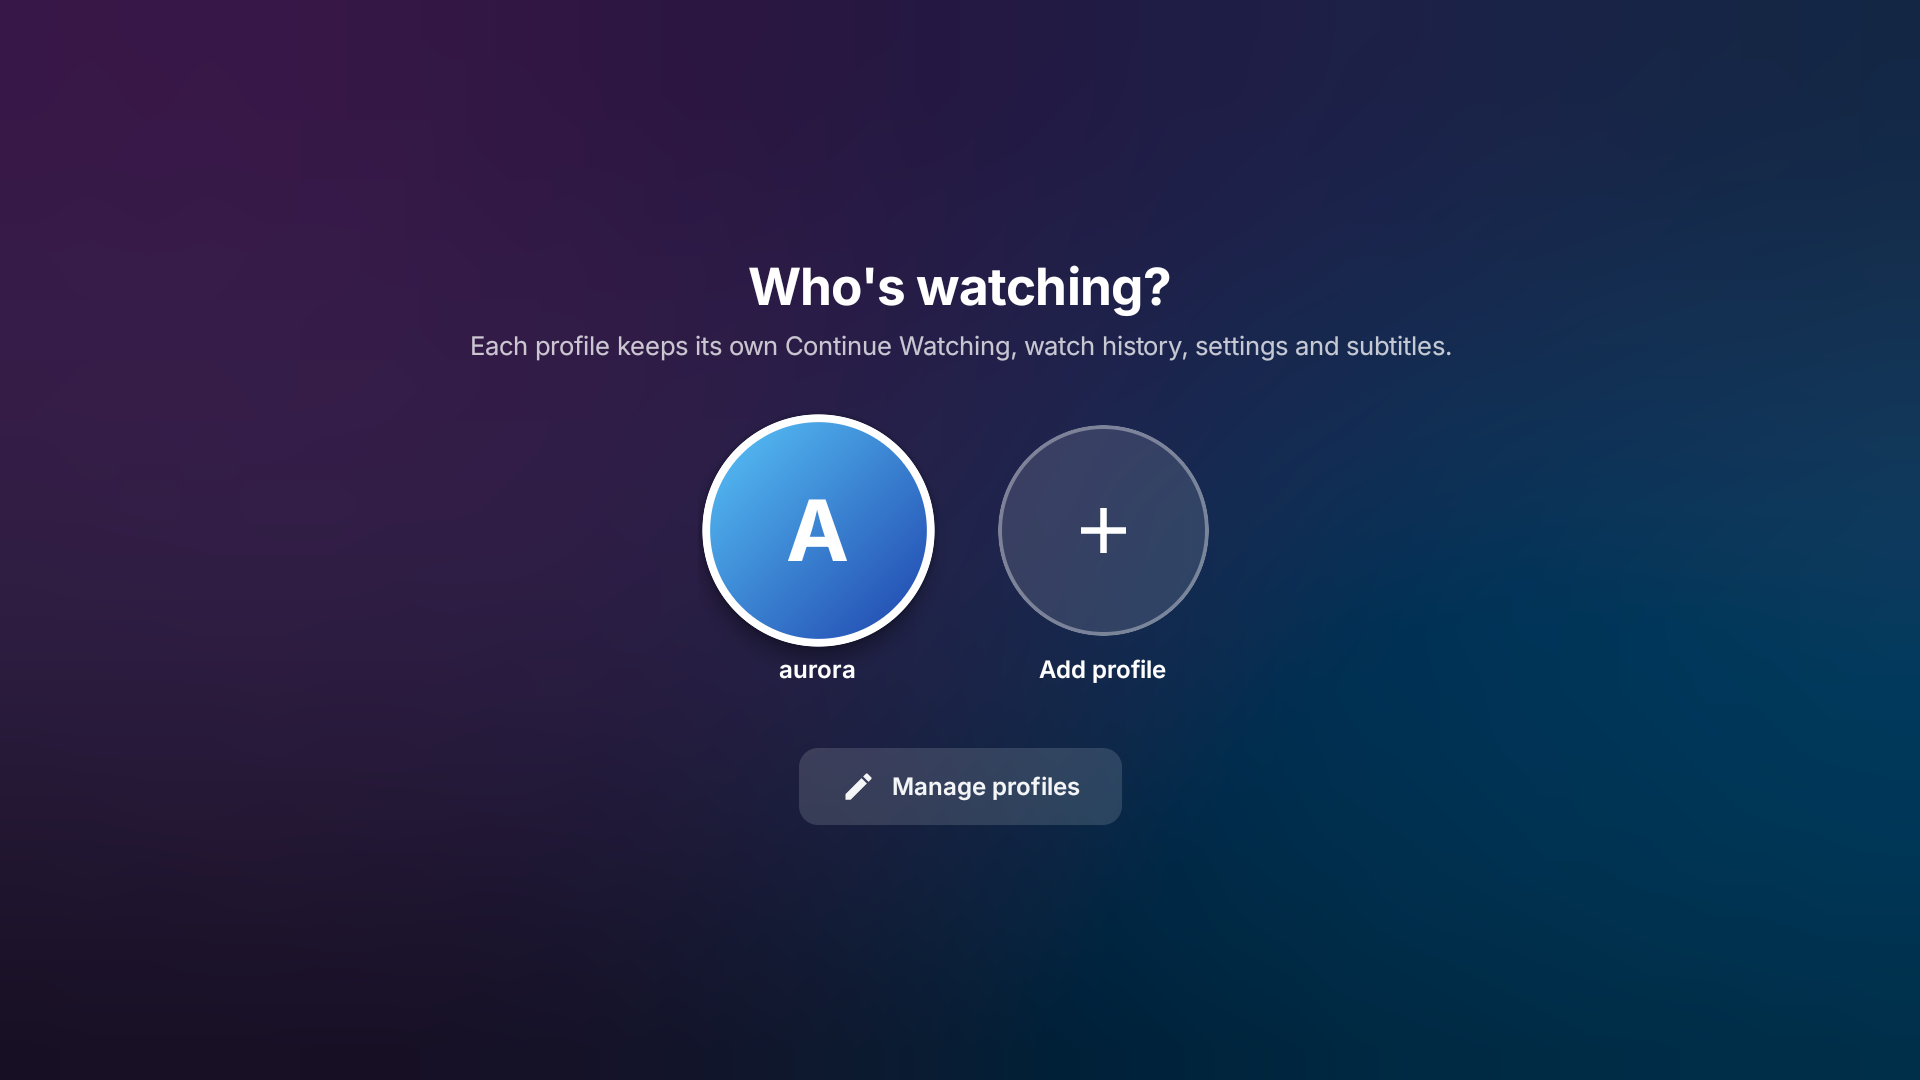 Who's watching?
Each profile keeps its own Continue Watching, watch history, settings and subtitles.
A
aurora
Add profile
Manage profiles